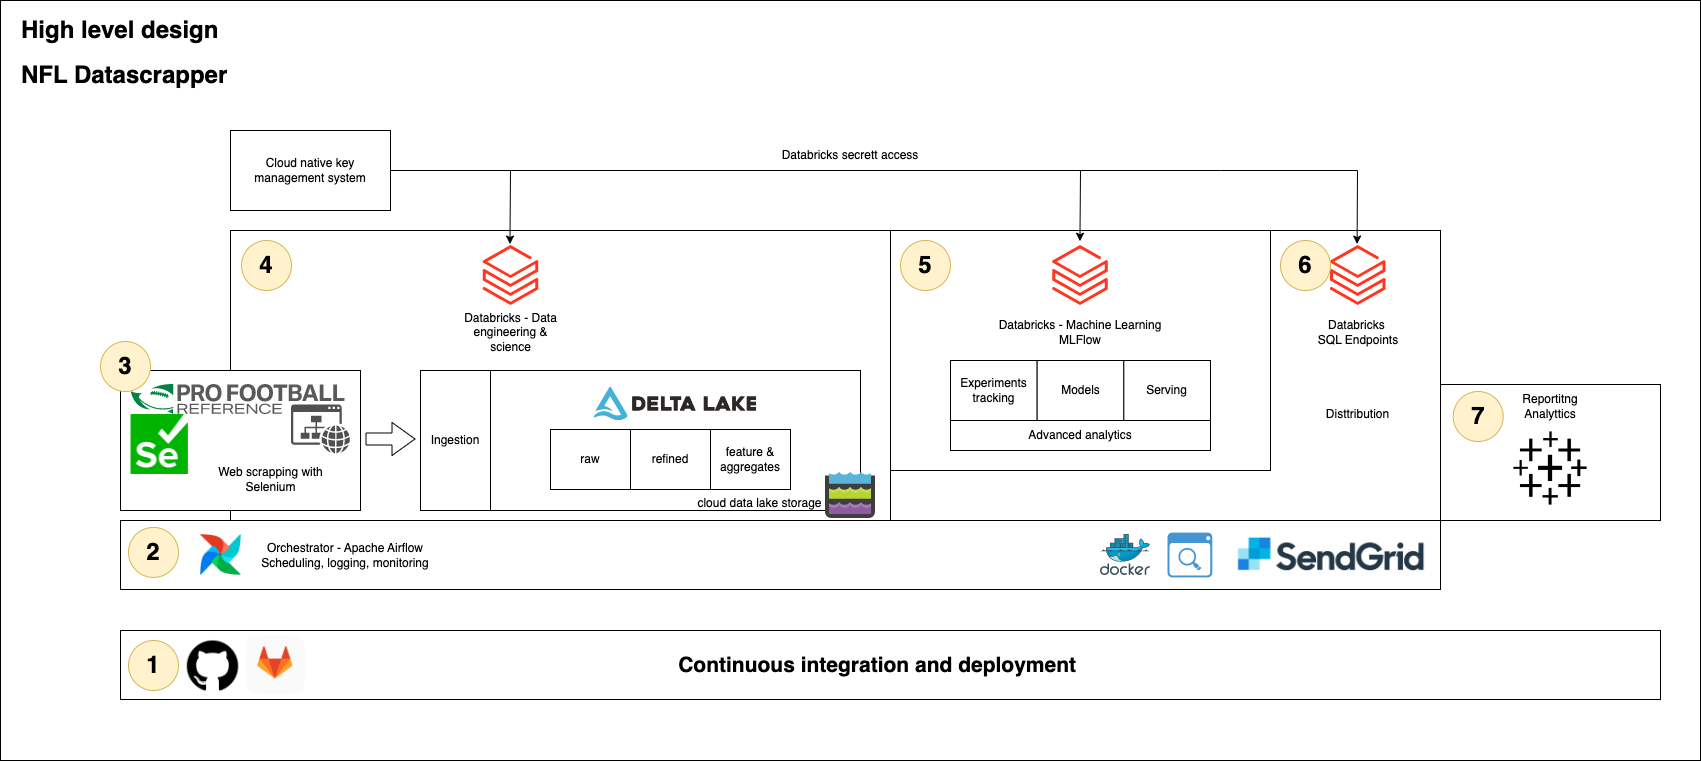 High level design
NFL Datascrapper
Cloud native key
management system
Databricks secrett access
4
Databricks - Data
engineering &
science
5
Databricks - Machine Learning
MLFlow
Experiments
tracking
Models
Serving
Advanced analytics
6
Databricks
SQL Endpoints
Disttribution
3
PRO FOOTBALL
REFERENCE
Se
Web scrapping with
Selenium
Ingestion
DELTA LAKE
raw
refined
feature &
aggregates
cloud data lake storage
7
Reportitng
Analyttics
2
Orchestrator - Apache Airflow
Scheduling, logging, monitoring
docker
SendGrid
1
Continuous integration and deployment